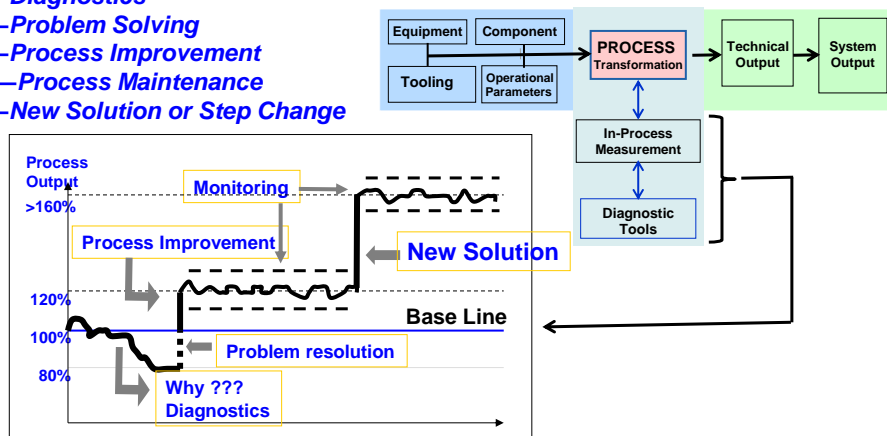 –Diagnostics
–Problem Solving
–Process Improvement
—Process Maintenance
–New Solution or Step Change
Equipment
Component
Tooling
Operational
Parameters
PROCESS
Transformation
Technical
Output
System
Output
In-Process
Measurement
Diagnostic
Tools
Process
Output
>160%
Monitoring
Process Improvement
New Solution
120%
Base Line
100%
Problem resolution
80%
Why ???
Diagnostics